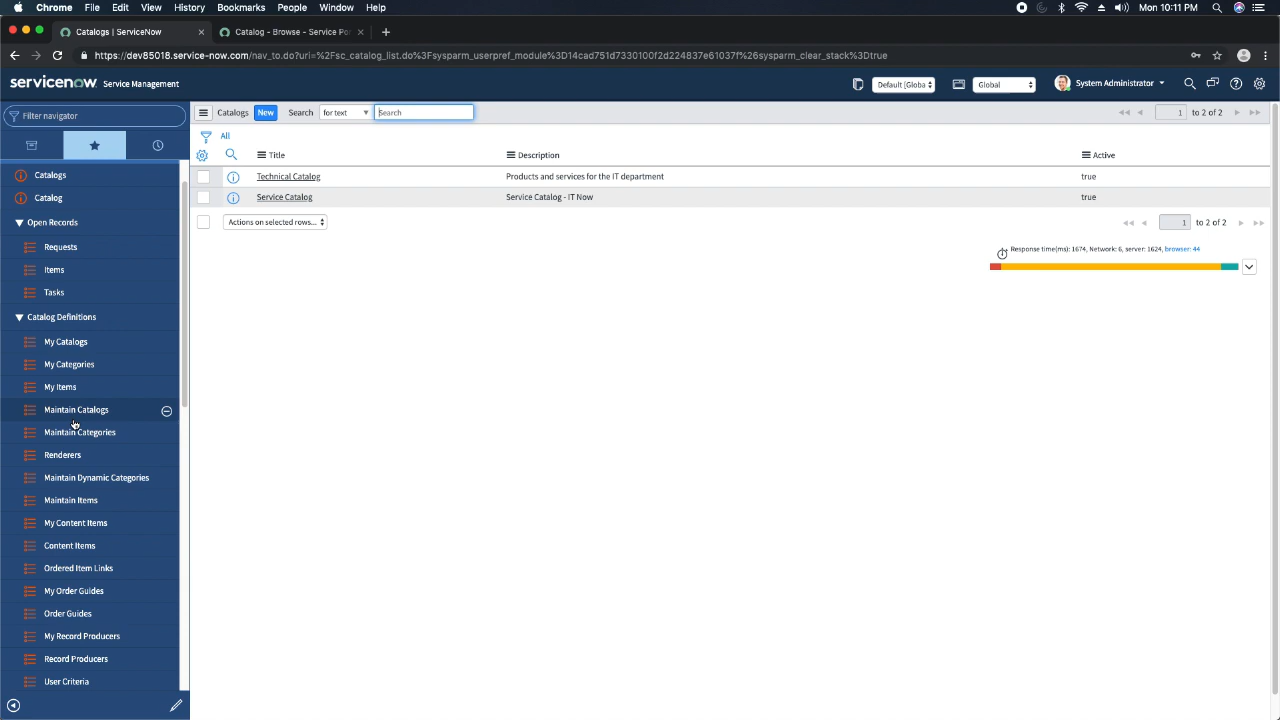 Chrome File Edit View History Bookmarks People Window Help Mon 10:11 PM
Catalogs | ServiceNow Catalog - Browse - Service Por
https://dev85018.service-now.com/nav_to.do?uri=%2Fsc_catalog_list.do%3Fsysparm_userpref_module%3D14cad751d7330100f2d224837e61037f%26sysparm_clear_stack%3Dtrue
servicenow Service Management Default [Globa Global System Administrator
Filter navigator
Catalogs New Search for text Search 1 to 2 of 2
All
Title Description Active
Technical Catalog Products and services for the IT department true
Service Catalog Service Catalog - IT Now true
Actions on selected rows... 1 to 2 of 2
Response time(ms): 1674, Network: 6, server: 1624, browser: 44
Catalogs
Catalog
Open Records
Requests
Items
Tasks
Catalog Definitions
My Catalogs
My Categories
My Items
Maintain Catalogs
Maintain Categories
Renderers
Maintain Dynamic Categories
Maintain Items
My Content Items
Content Items
Ordered Item Links
My Order Guides
Order Guides
My Record Producers
Record Producers
User Criteria